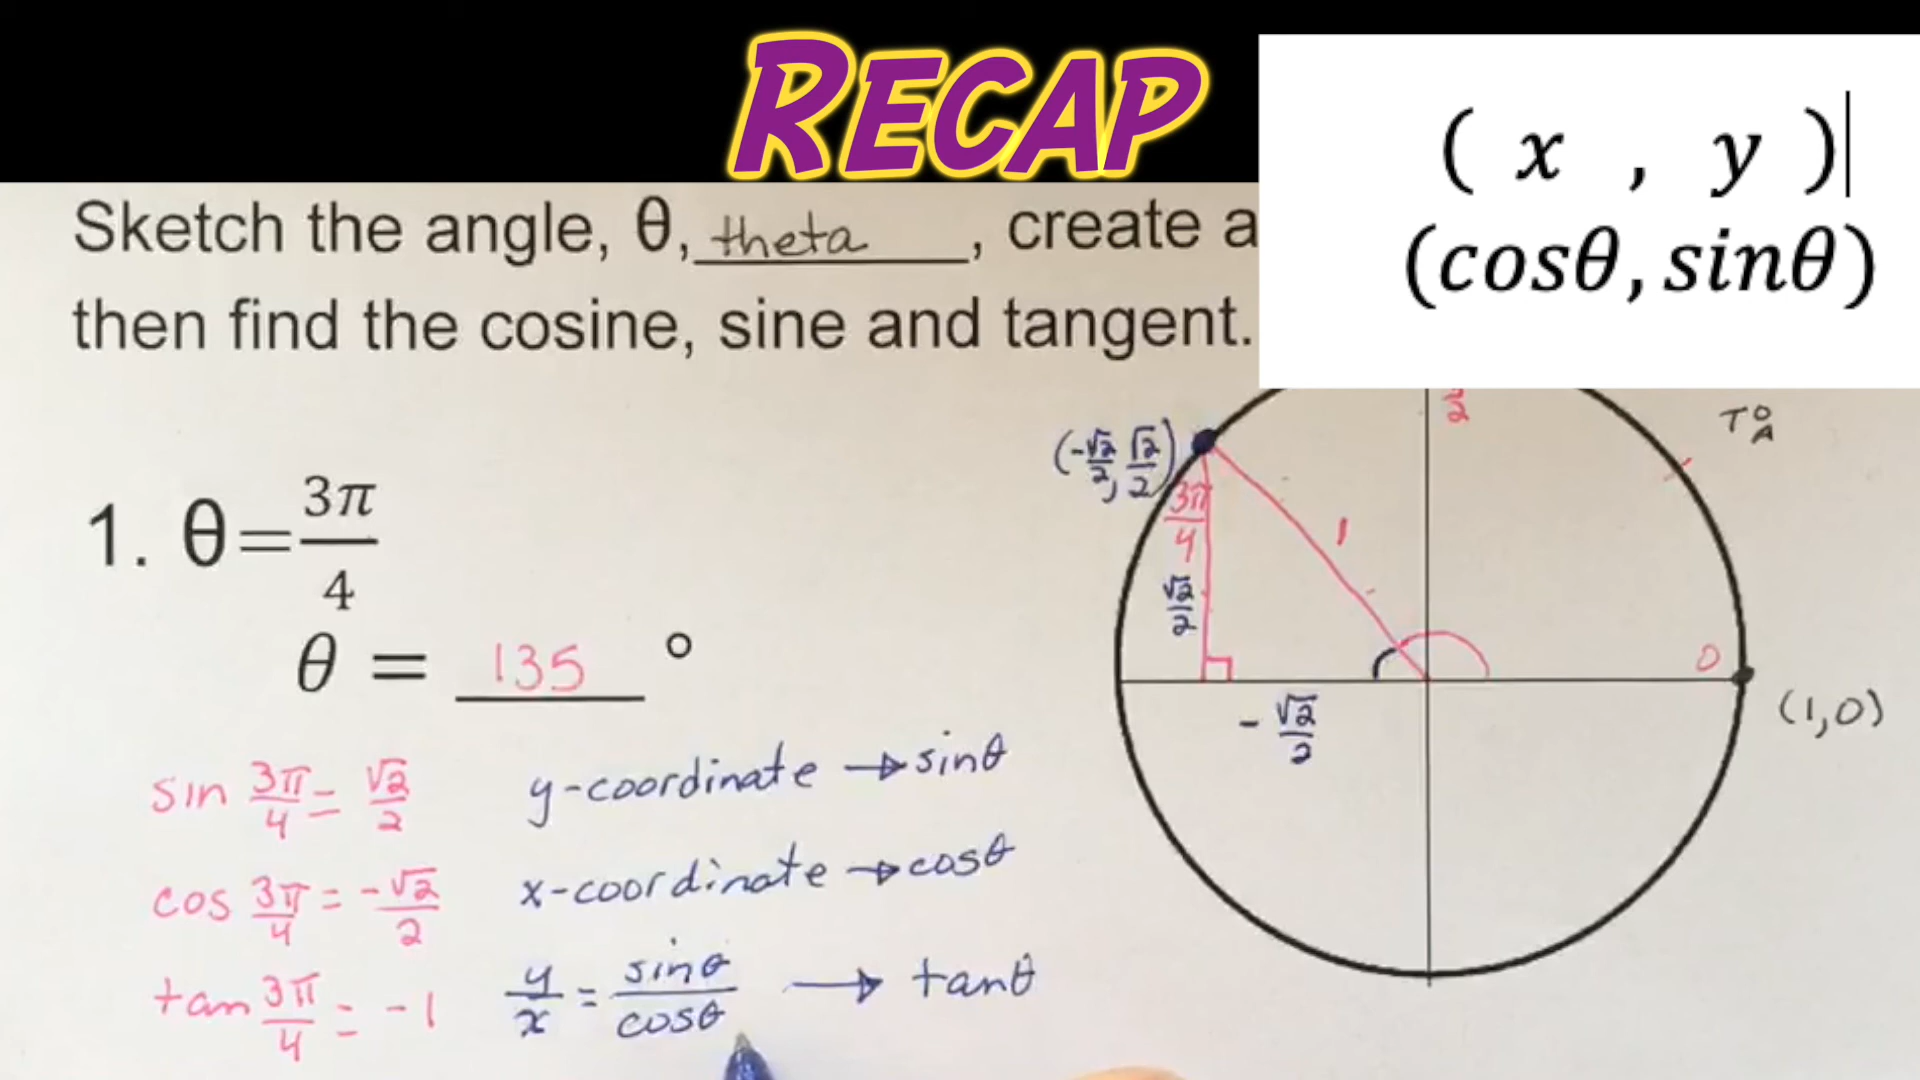 RECAP
( x , y )
(cosθ, sinθ)
Sketch the angle, θ, theta, create a
then find the cosine, sine and tangent.
1. θ = 3π/4
θ = 135 °
sin 3π/4 = √2/2
y-coordinate → sinθ
cos 3π/4 = -√2/2
x-coordinate → cosθ
tan 3π/4 = -1
y/x = sinθ/cosθ → tanθ
2
T O/A
(-√2/2, √2/2)
3π/4
1
√2/2
0
(1,0)
-√2/2